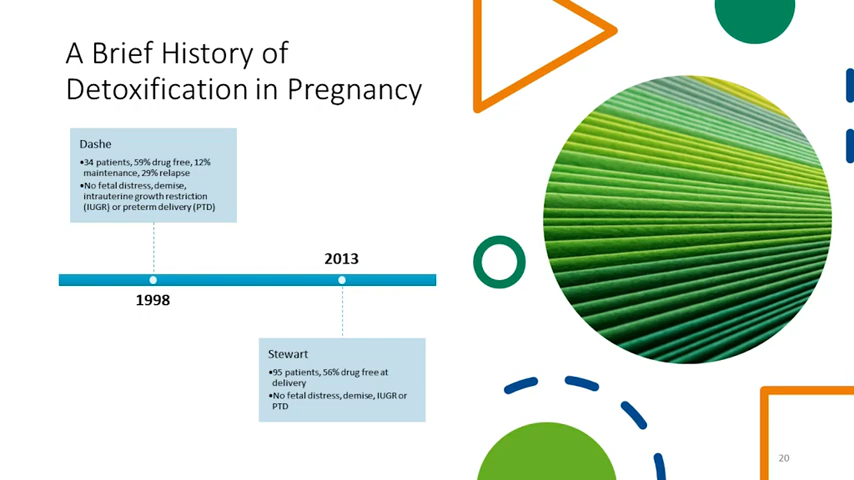 A Brief History of
Detoxification in Pregnancy
Dashe
•34 patients, 59% drug free, 12%
maintenance, 29% relapse
•No fetal distress, demise,
intrauterine growth restriction
(IUGR) or preterm delivery (PTD)
2013
1998
Stewart
•95 patients, 56% drug free at
delivery
•No fetal distress, demise, IUGR or
PTD
20